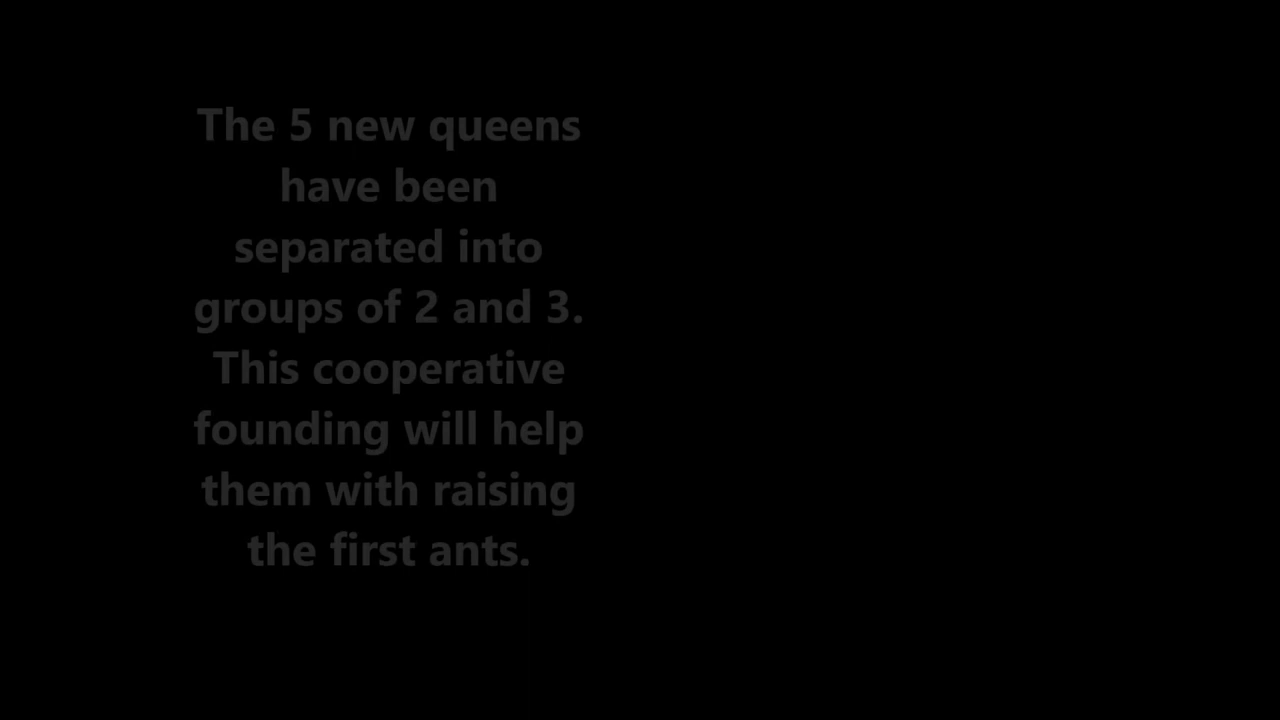 The 5 new queens
have been
separated into
groups of 2 and 3.
This cooperative
founding will help
them with raising
the first ants.